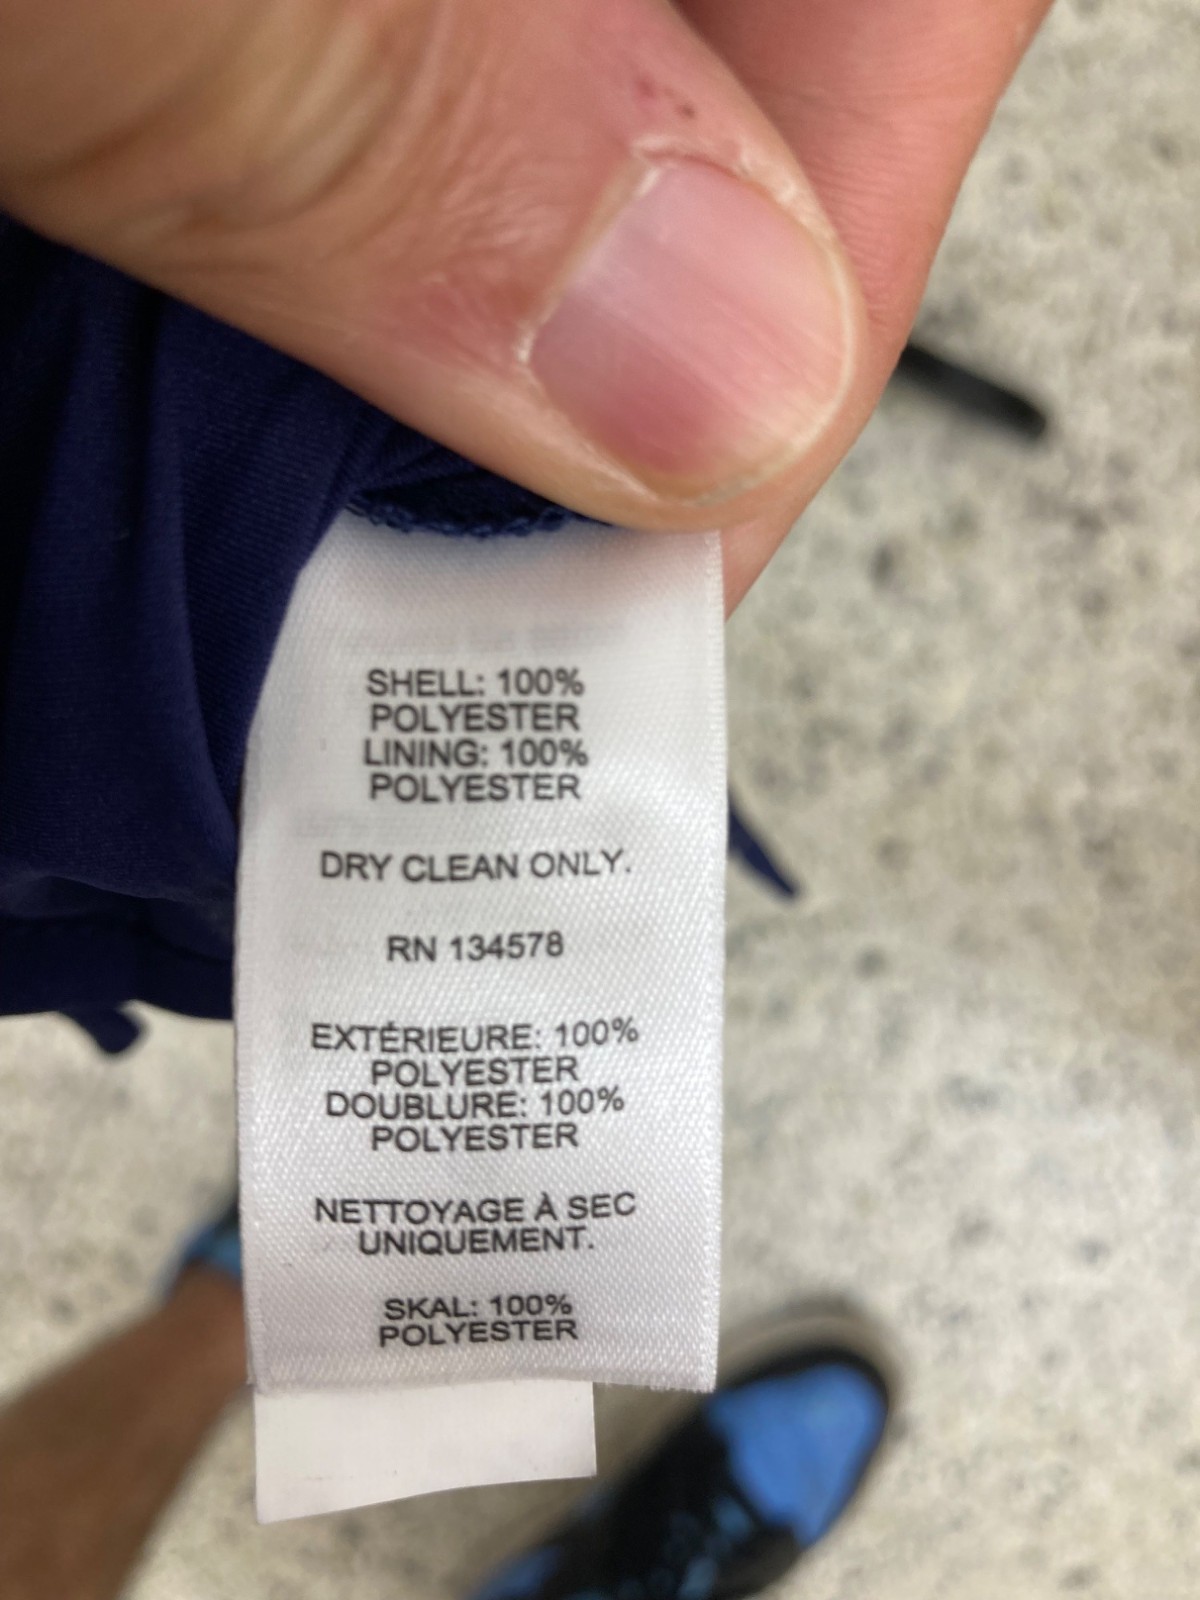 SHELL: 100%
POLYESTER
LINING: 100%
POLYESTER
DRY CLEAN ONLY.
RN 134578
EXTÉRIEURE: 100%
POLYESTER
DOUBLURE: 100%
POLYESTER
NETTOYAGE À SEC
UNIQUEMENT.
SKAL: 100%
POLYESTER